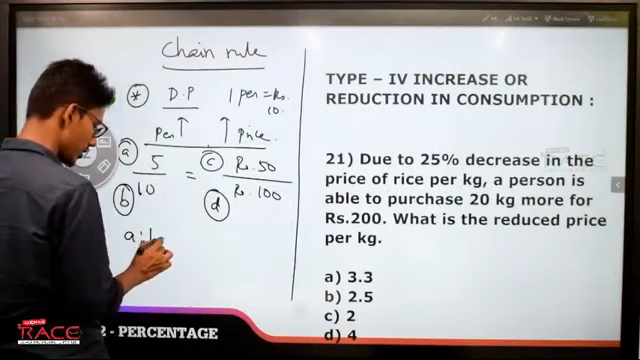 Chain rule
* D.P 1 per = Rs.
10.
Pen ↑ ↑ price
a 5 = c Rs.50
b 10 d Rs.100
a:b
TYPE – IV INCREASE OR
REDUCTION IN CONSUMPTION :
21) Due to 25% decrease in the
price of rice per kg, a person is
able to purchase 20 kg more for
Rs.200. What is the reduced price
per kg.
a) 3.3
b) 2.5
c) 2
d) 4
RACE
2 - PERCENTAGE